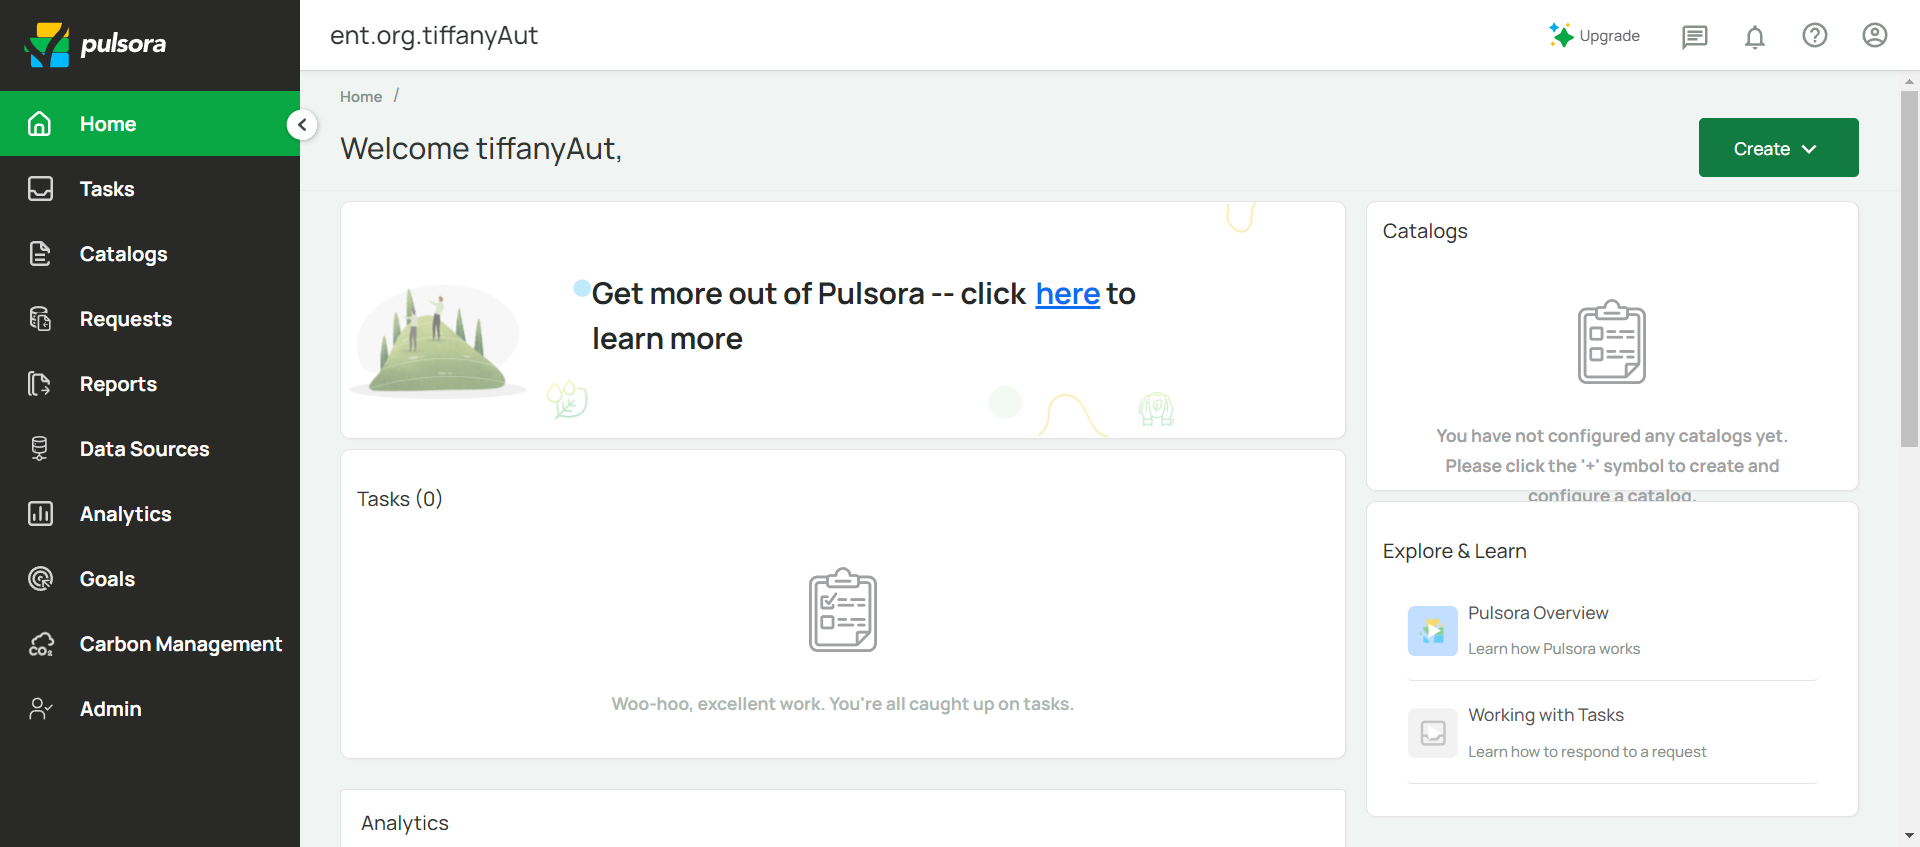 pulsora
ent.org.tiffanyAut
Upgrade
Home
Tasks
Catalogs
Requests
Reports
Data Sources
Analytics
Goals
Carbon Management
Admin
Home /
Welcome tiffanyAut,
Create
Get more out of Pulsora -- click here to
learn more
Tasks (0)
Woo-hoo, excellent work. You're all caught up on tasks.
Analytics
Catalogs
You have not configured any catalogs yet.
Please click the '+' symbol to create and
configure a catalog.
Explore & Learn
Pulsora Overview
Learn how Pulsora works
Working with Tasks
Learn how to respond to a request